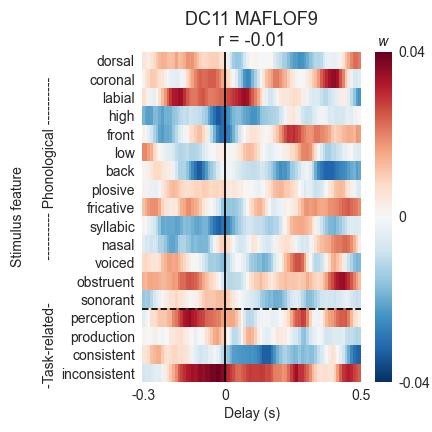 DC11 MAFLOF9
r = -0.01
w
Stimulus feature
-Task-related- ---------- Phonological ----------
dorsal
coronal
labial
high
front
low
back
plosive
fricative
syllabic
nasal
voiced
obstruent
sonorant
perception
production
consistent
inconsistent
-0.3 0 0.5
Delay (s)
0.04
0
-0.04